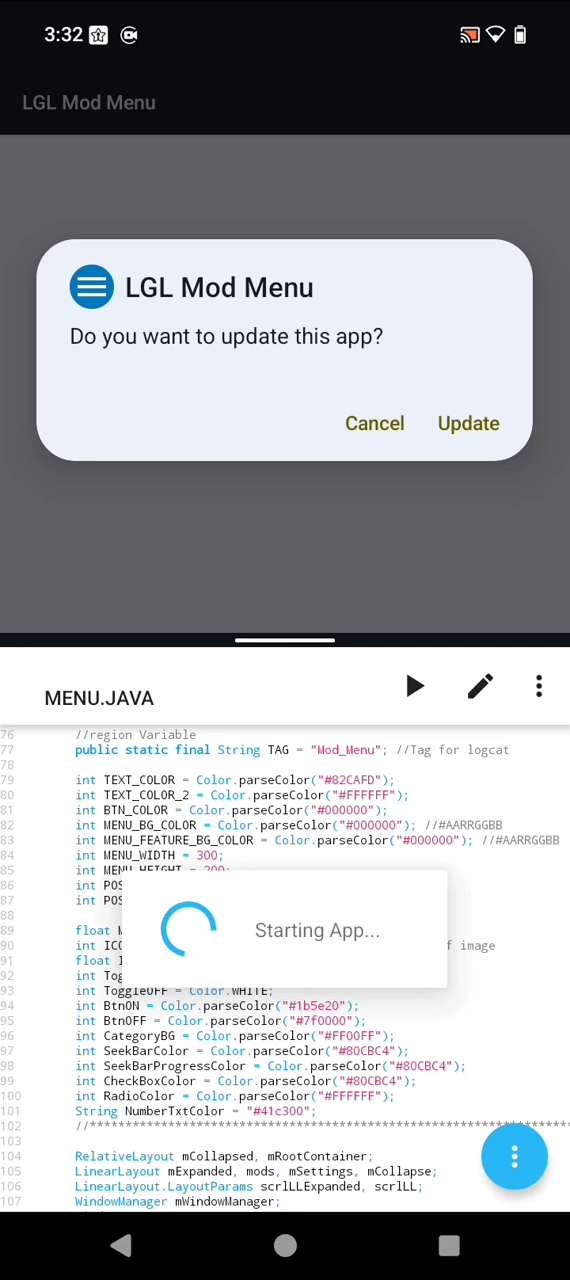 3:32
LGL Mod Menu
LGL Mod Menu
Do you want to update this app?
Cancel Update
MENU.JAVA
76 //region Variable
77 public static final String TAG = "Mod_Menu"; //Tag for logcat
78
79 int TEXT_COLOR = Color.parseColor("#82CAFD");
80 int TEXT_COLOR_2 = Color.parseColor("#FFFFFF");
81 int BTN_COLOR = Color.parseColor("#000000");
82 int MENU_BG_COLOR = Color.parseColor("#000000"); //#AARRGGBB
83 int MENU_FEATURE_BG_COLOR = Color.parseColor("#000000"); //#AARRGGBB
84 int MENU_WIDTH = 300;
85 int MENU_HEIGHT = 200;
86 int POS
87 int POS
88
89 float M
90 int ICO f image
91 float I
Starting App...
92 int Tog
93 int ToggleOFF = Color.WHITE;
94 int BtnON = Color.parseColor("#1b5e20");
95 int BtnOFF = Color.parseColor("#7f0000");
96 int CategoryBG = Color.parseColor("#FF00FF");
97 int SeekBarColor = Color.parseColor("#80CBC4");
98 int SeekBarProgressColor = Color.parseColor("#80CBC4");
99 int CheckBoxColor = Color.parseColor("#80CBC4");
100 int RadioColor = Color.parseColor("#FFFFFF");
101 String NumberTxtColor = "#41c300";
102 //********************************************************************
103
104 RelativeLayout mCollapsed, mRootContainer;
105 LinearLayout mExpanded, mods, mSettings, mCollapse;
106 LinearLayout.LayoutParams scrlLLExpanded, scrlLL;
107 WindowManager mWindowManager;